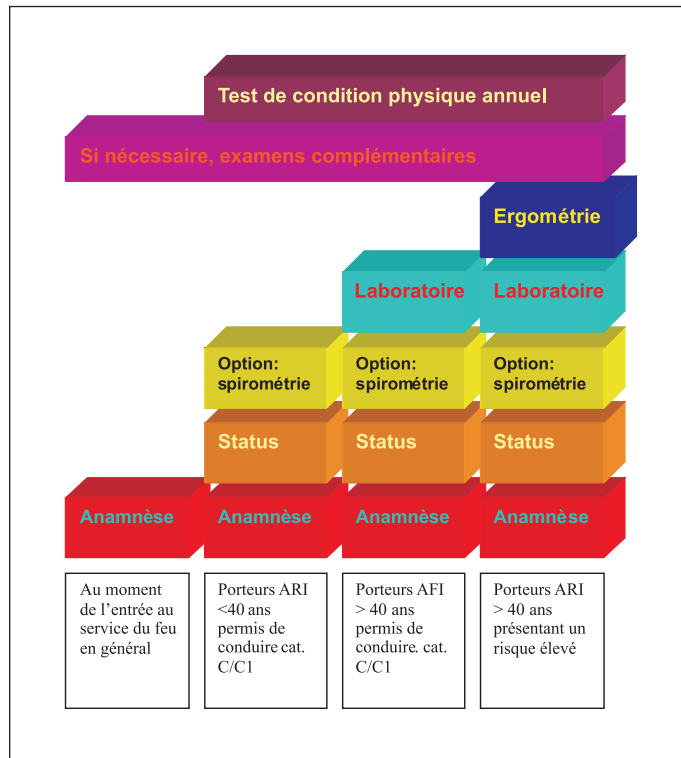 Test de condition physique annuel
Si nécessaire, examens complémentaires
Ergométrie
Laboratoire
Laboratoire
Option:
spirométrie
Option:
spirométrie
Option:
spirométrie
Status
Status
Status
Anamnèse
Anamnèse
Anamnèse
Anamnèse
Au moment
de l’entrée au
service du feu
en général
Porteurs ARI
<40 ans
permis de
conduire cat.
C/C1
Porteurs AFI
> 40 ans
permis de
conduire. cat.
C/C1
Porteurs ARI
> 40 ans
présentant un
risque élevé